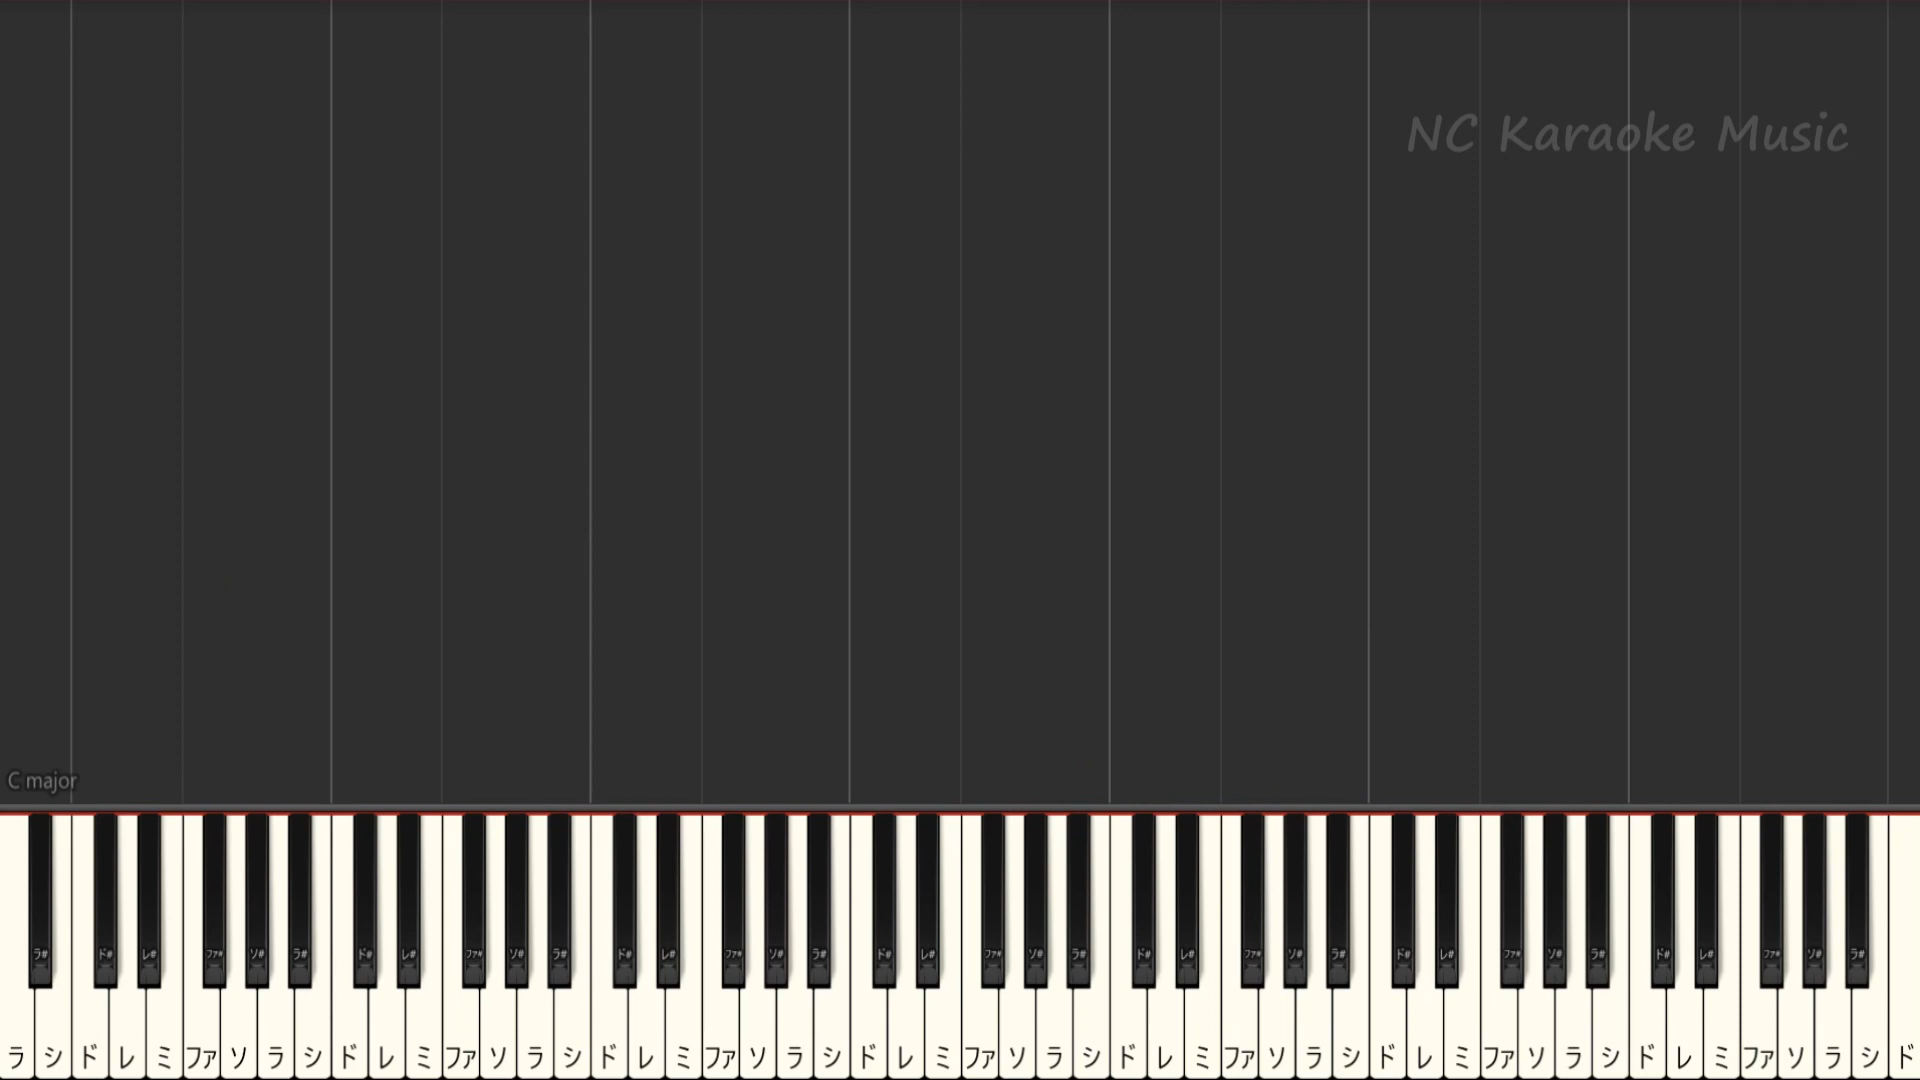 NC Karaoke Music
C major
ラ# ド# レ# ファ# ソ# ラ# ド# レ# ファ# ソ# ラ# ド# レ# ファ# ソ# ラ# ド# レ# ファ# ソ# ラ# ド# レ# ファ# ソ# ラ# ド# レ# ファ# ソ# ラ# ド# レ# ファ# ソ# ラ#
ラ シ ド レ ミ ファ ソ ラ シ ド レ ミ ファ ソ ラ シ ド レ ミ ファ ソ ラ シ ド レ ミ ファ ソ ラ シ ド レ ミ ファ ソ ラ シ ド レ ミ ファ ソ ラ シ ド レ ミ ファ ソ ラ シ ド